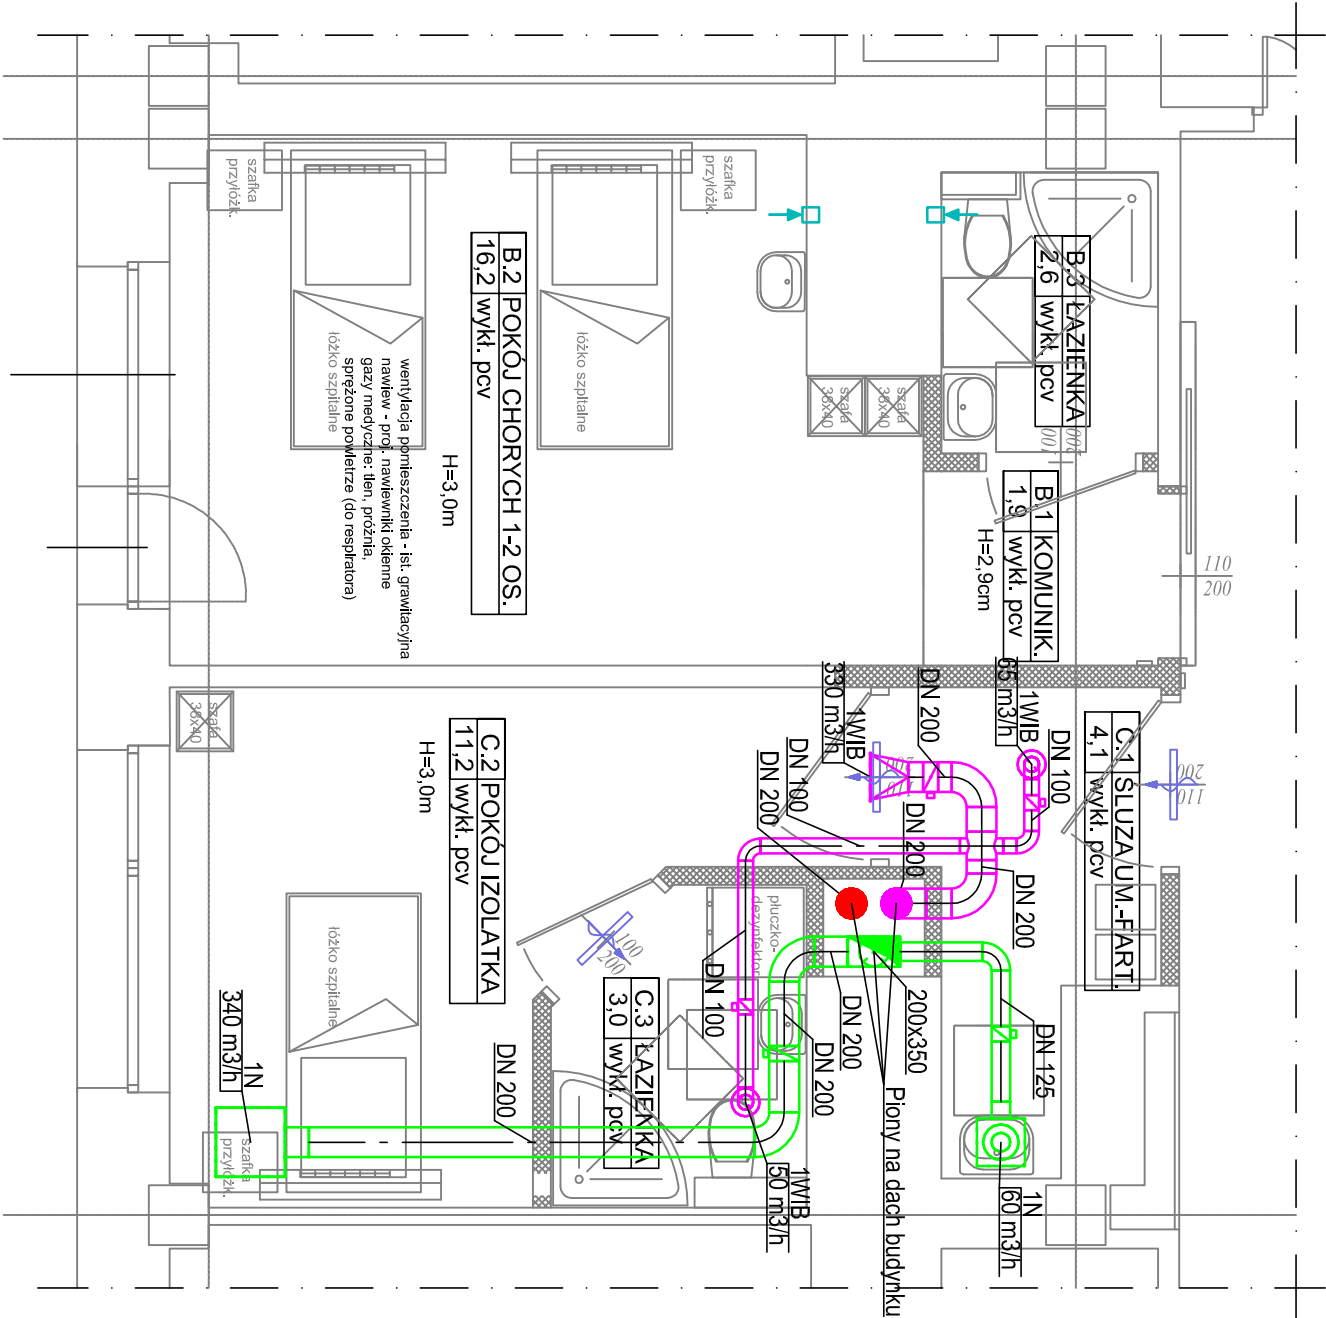 szafka
przyłóżk.
szafka
przyłóżk.
łóżko szpitalne
łóżko szpitalne
B.2 POKÓJ CHORYCH 1-2 OS.
16,2 wykł. pcv
H=3,0m
wentylacja pomieszczenia - ist. grawitacyjna
nawiew - proj. nawiewniki okienne
gazy medyczne: tlen, próżnia,
sprężone powietrze (do respiratora)
szafa
36x40
szafa
36x40
B.3 ŁAZIENKA
2,6 wykł. pcv
200
100
B.1 KOMUNIK.
1,9 wykł. pcv
H=2,9cm
110
200
C.1 ŚLUZA UM.-FART.
4,1 wykł. pcv
200
110
DN 100
1WIB
65 m3/h
DN 200
1WIB
330 m3/h
200
110
DN 100
DN 200
DN 200
DN 200
szafa
36x40
C.2 POKÓJ IZOLATKA
11,2 wykł. pcv
H=3,0m
łóżko szpitalne
100
200
płuczko-
dezynfektor
DN 100
C.3 ŁAZIENKA
3,0 wykł. pcv
DN 200
DN 200
DN 200
200x350
Piony na dach budynku
DN 125
1N
60 m3/h
1WIB
50 m3/h
1N
340 m3/h
szafka
przyłóżk.